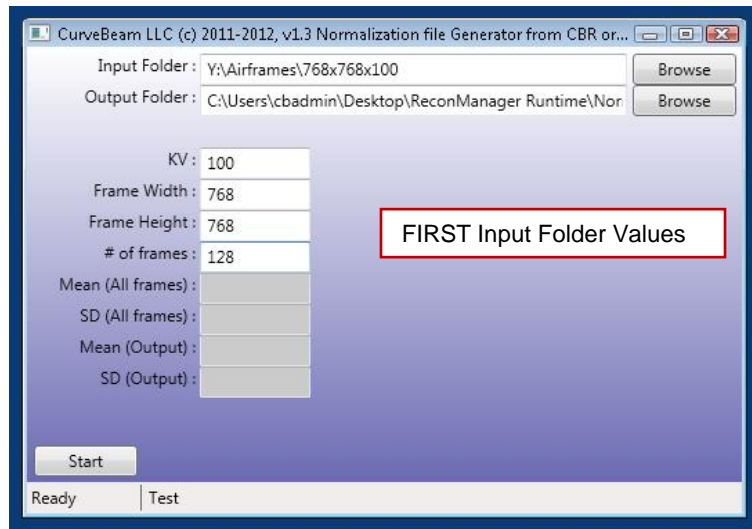 CurveBeam LLC (c) 2011-2012, v1.3 Normalization file Generator from CBR or...
Input Folder : Y:\Airframes\768x768x100 Browse
Output Folder : C:\Users\cbadmin\Desktop\ReconManager Runtime\Nor Browse
KV : 100
Frame Width : 768
Frame Height : 768
# of frames : 128
FIRST Input Folder Values
Mean (All frames) :
SD (All frames) :
Mean (Output) :
SD (Output) :
Start
Ready Test